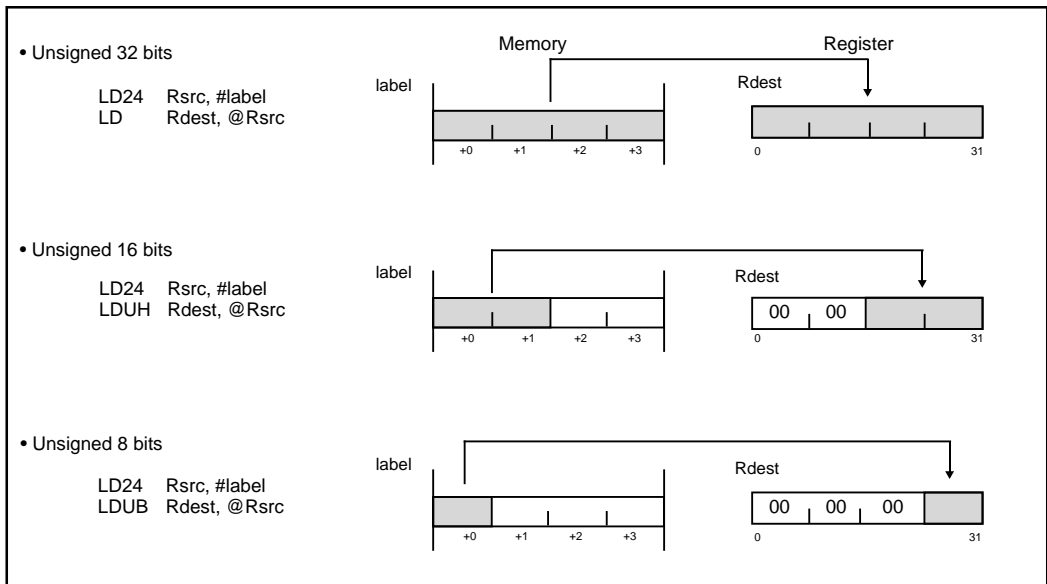 • Unsigned 32 bits
Memory
Register
LD24 Rsrc, #label
LD Rdest, @Rsrc
label
Rdest
+0 +1 +2 +3
0 31
• Unsigned 16 bits
LD24 Rsrc, #label
LDUH Rdest, @Rsrc
label
Rdest
00 00
+0 +1 +2 +3
0 31
• Unsigned 8 bits
LD24 Rsrc, #label
LDUB Rdest, @Rsrc
label
Rdest
00 00 00
+0 +1 +2 +3
0 31